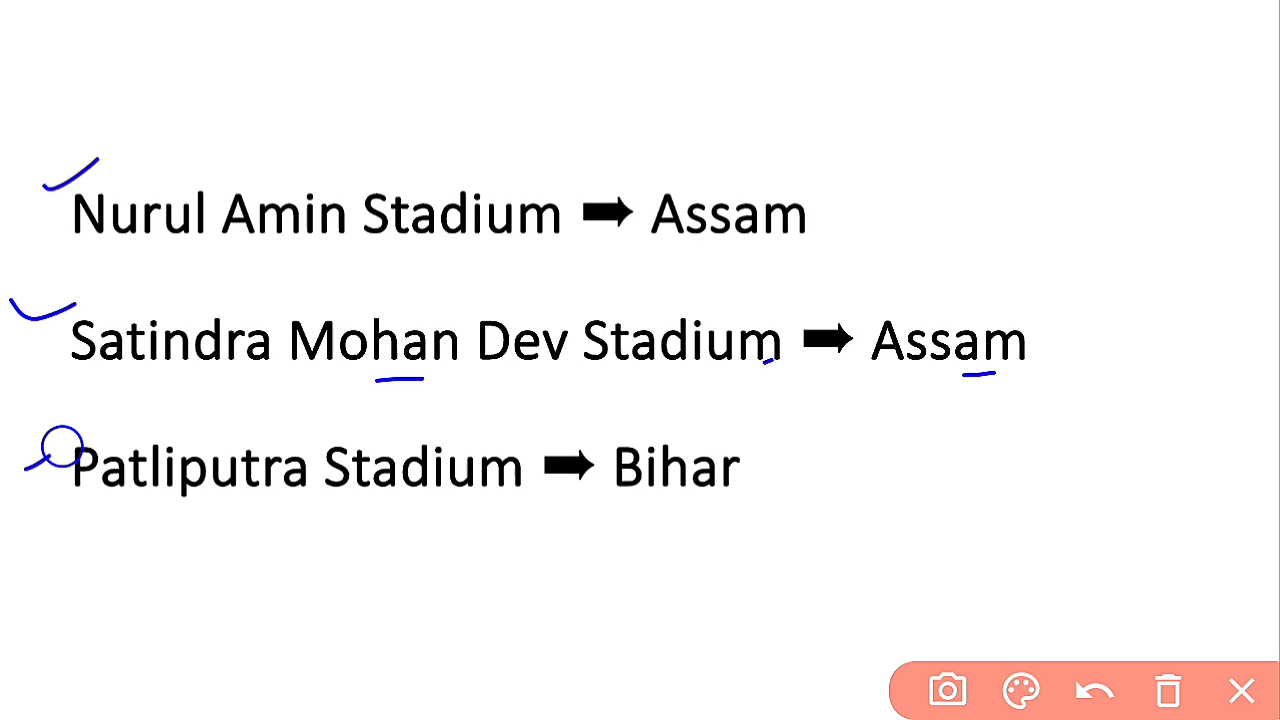 Nurul Amin Stadium ➡ Assam
Satindra Mohan Dev Stadium ➡ Assam
Patliputra Stadium ➡ Bihar